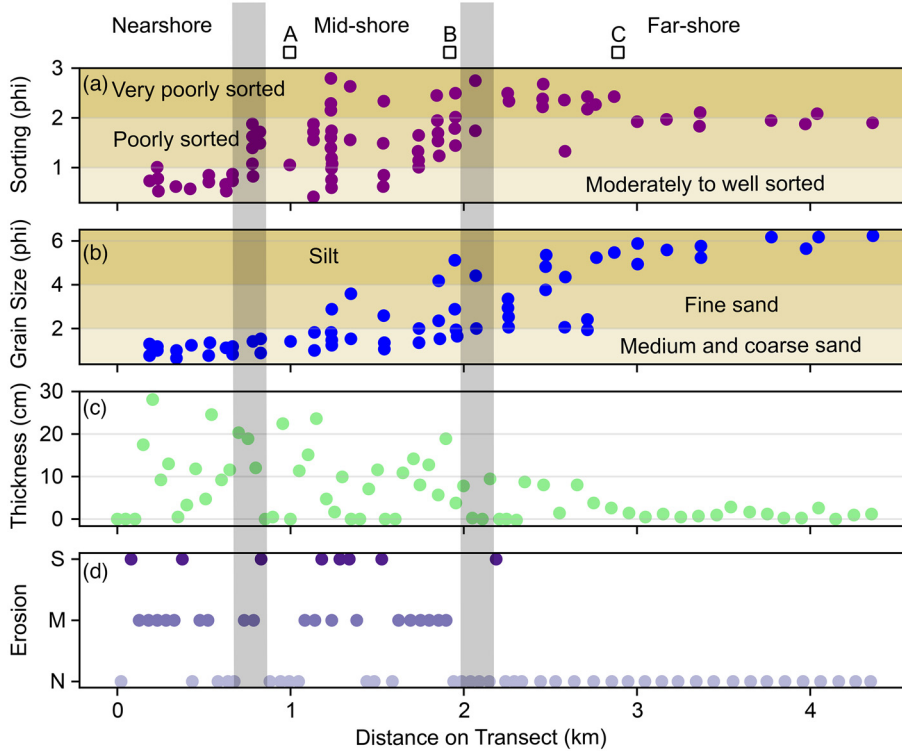 Nearshore A Mid-shore B C Far-shore
3
(a) Very poorly sorted
2
Poorly sorted
1
Moderately to well sorted
Sorting (phi)
6
(b) Silt
4
Fine sand
2
Medium and coarse sand
Grain Size (phi)
30
(c)
20
10
0
Thickness (cm)
S
(d)
M
N
Erosion
0 1 2 3 4
Distance on Transect (km)